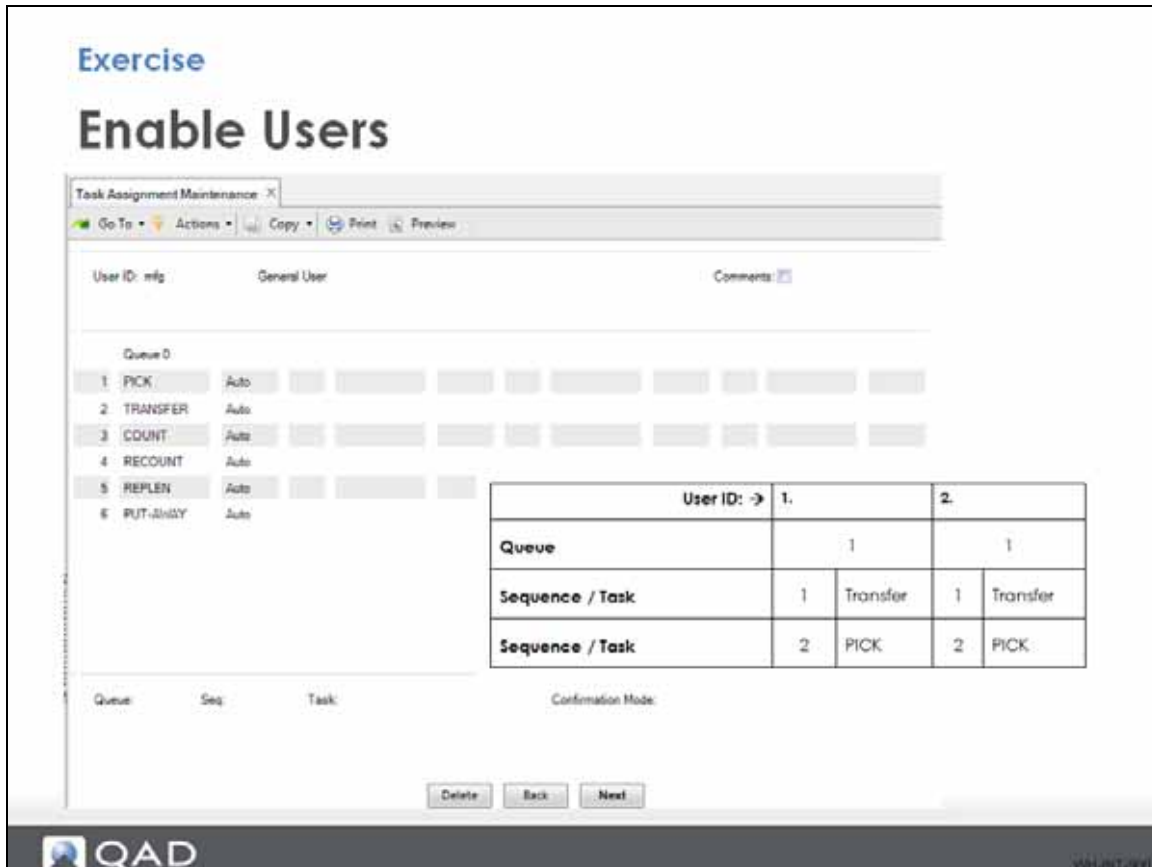 Exercise
Enable Users
Task Assignment Maintenance X
Go To Actions Copy Print Preview
User ID: mfg General User Comments:
Queue 0
1 PICK Auto
2 TRANSFER Auto
3 COUNT Auto
4 RECOUNT Auto
5 REPLEN Auto
6 PUT-AWAY Auto
User ID: → 1. 2.
Queue 1 1
Sequence / Task 1 Transfer 1 Transfer
Sequence / Task 2 PICK 2 PICK
Queue: Seq: Task: Confirmation Mode:
Delete Back Next
QAD